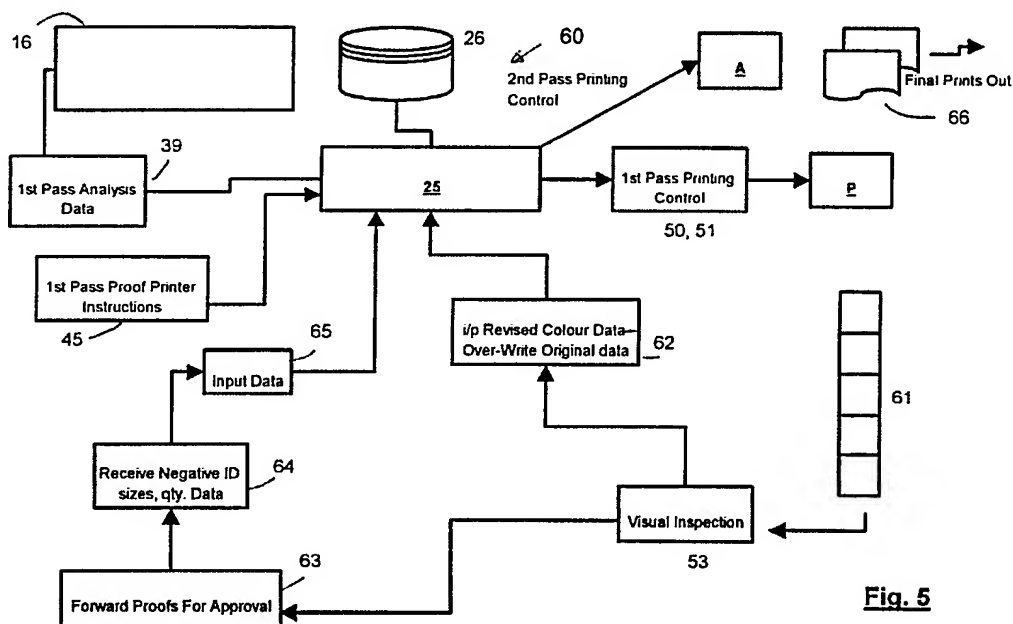 16
26
60
2nd Pass Printing
Control
A
Final Prints Out
66
39
1st Pass Analysis
Data
25
1st Pass Printing
Control
50, 51
P
1st Pass Proof Printer
Instructions
45
65
Input Data
i/p Revised Colour Data
Over-Write Original data
62
61
Receive Negative ID
sizes, qty. Data
64
Visual Inspection
53
63
Forward Proofs For Approval
Fig. 5